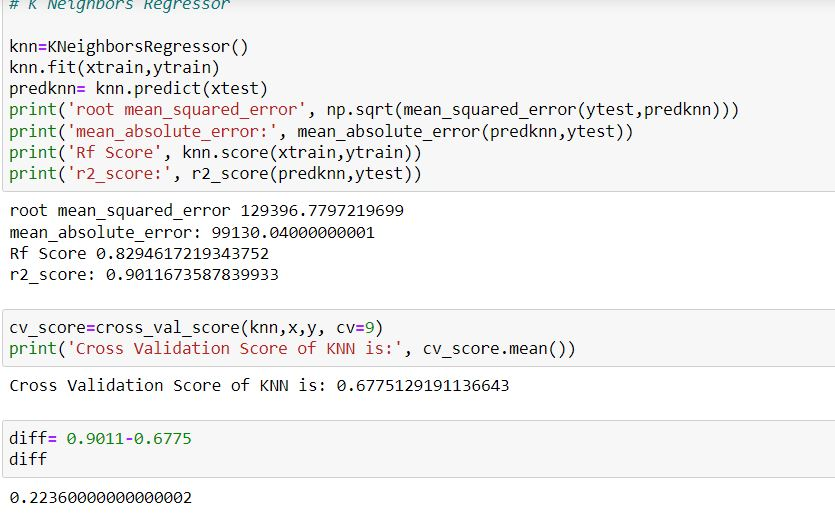 # K Neighbors Regressor
knn=KNeighborsRegressor()
knn.fit(xtrain,ytrain)
predknn= knn.predict(xtest)
print('root mean_squared_error', np.sqrt(mean_squared_error(ytest,predknn)))
print('mean_absolute_error:', mean_absolute_error(predknn,ytest))
print('Rf Score', knn.score(xtrain,ytrain))
print('r2_score:', r2_score(predknn,ytest))
root mean_squared_error 129396.7797219699
mean_absolute_error: 99130.04000000001
Rf Score 0.8294617219343752
r2_score: 0.9011673587839933
cv_score=cross_val_score(knn,x,y, cv=9)
print('Cross Validation Score of KNN is:', cv_score.mean())
Cross Validation Score of KNN is: 0.6775129191136643
diff= 0.9011-0.6775
diff
0.22360000000000002